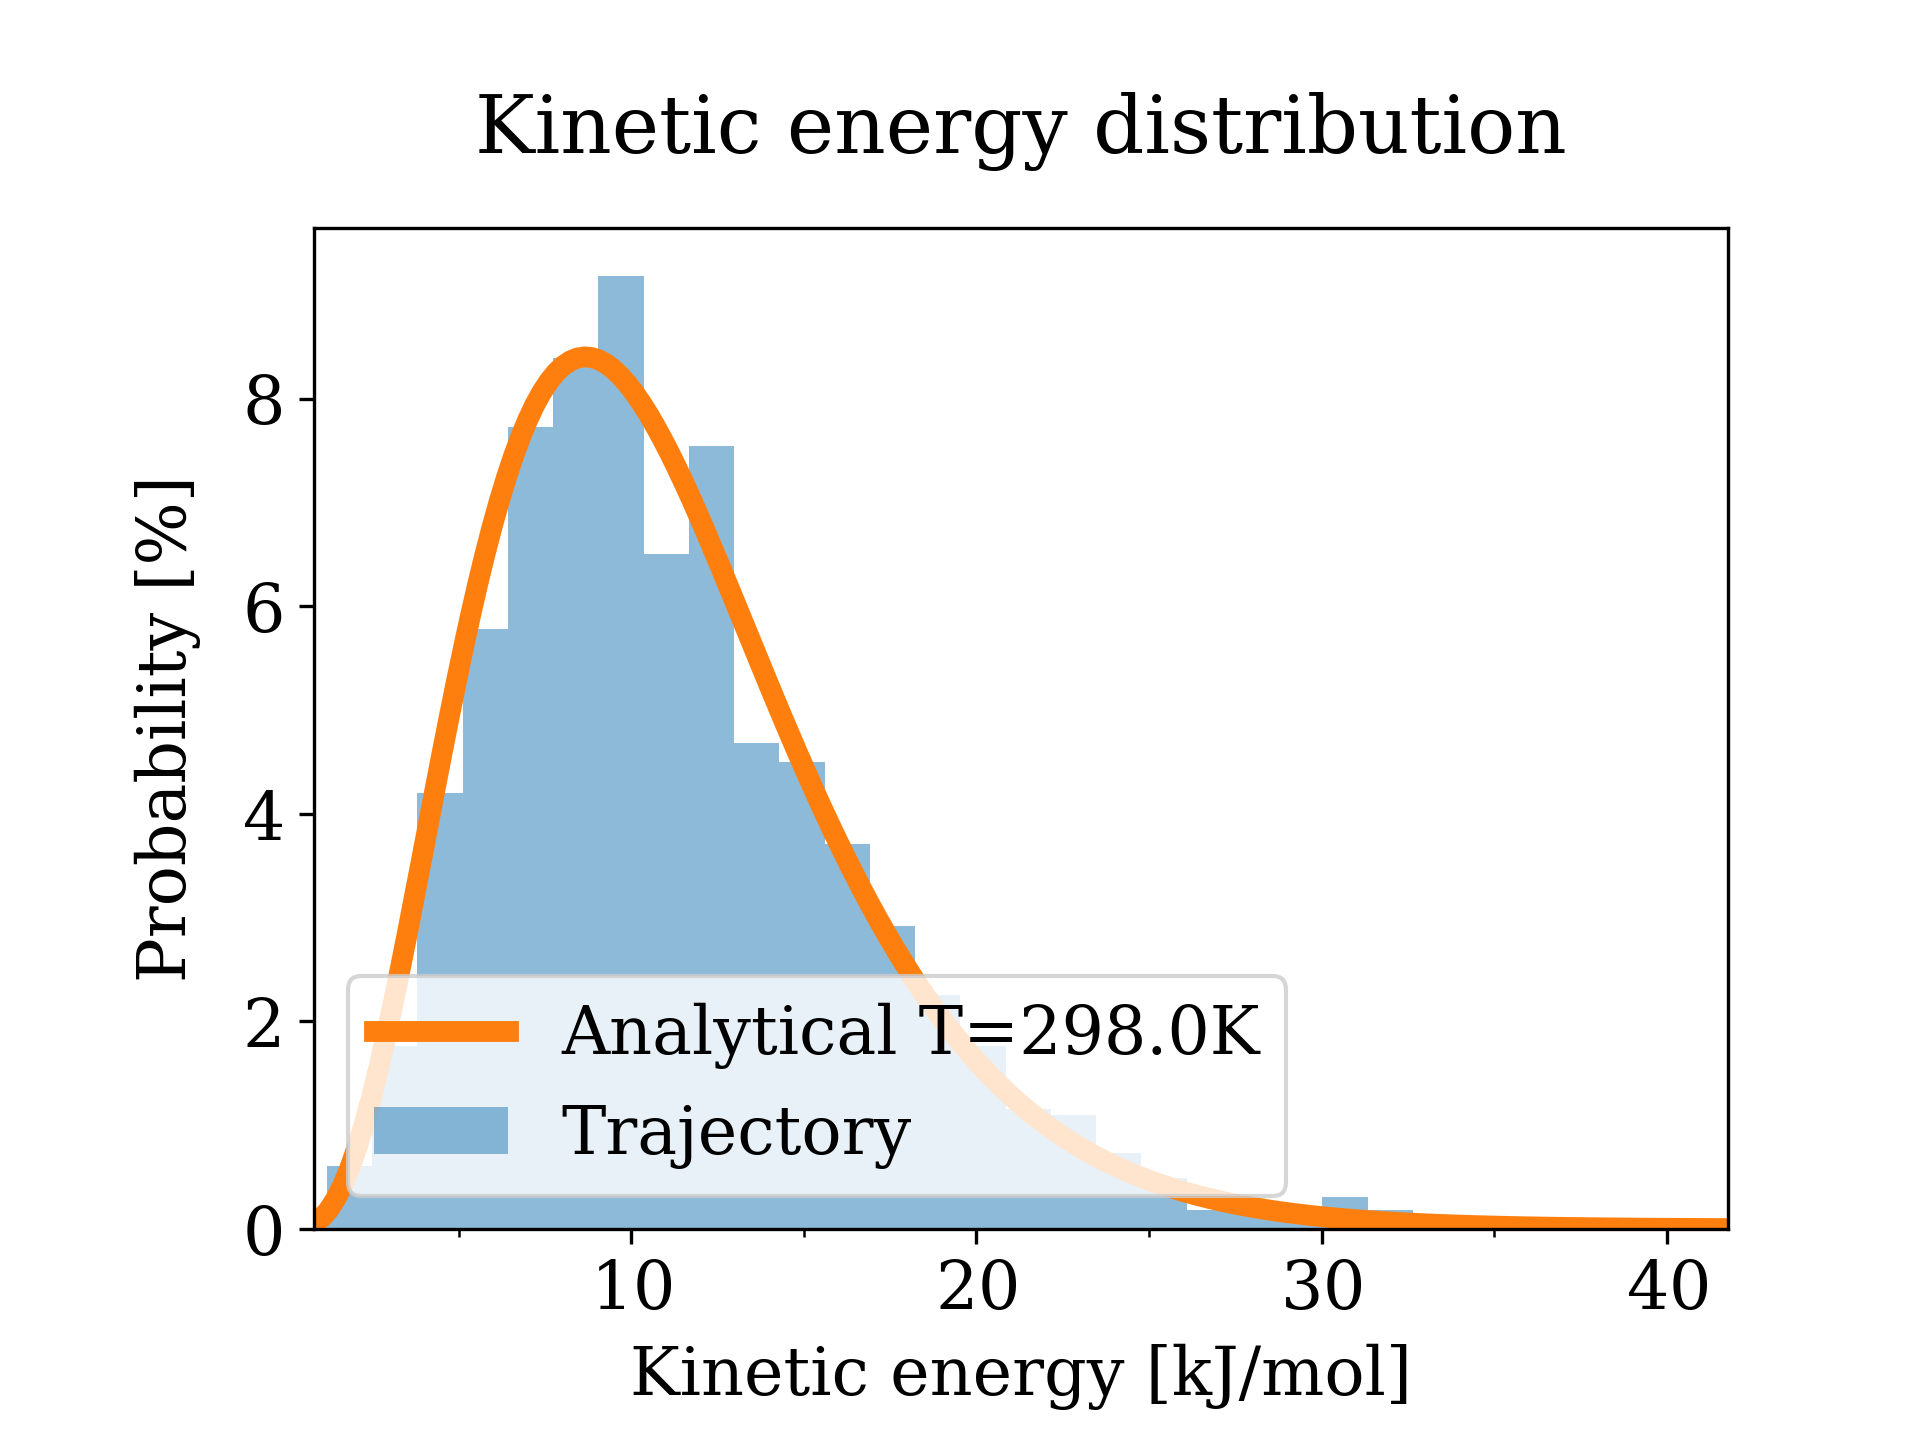 Kinetic energy distribution
Probability [%]
8
6
4
2
0
Analytical T=298.0K
Trajectory
10 20 30 40
Kinetic energy [kJ/mol]